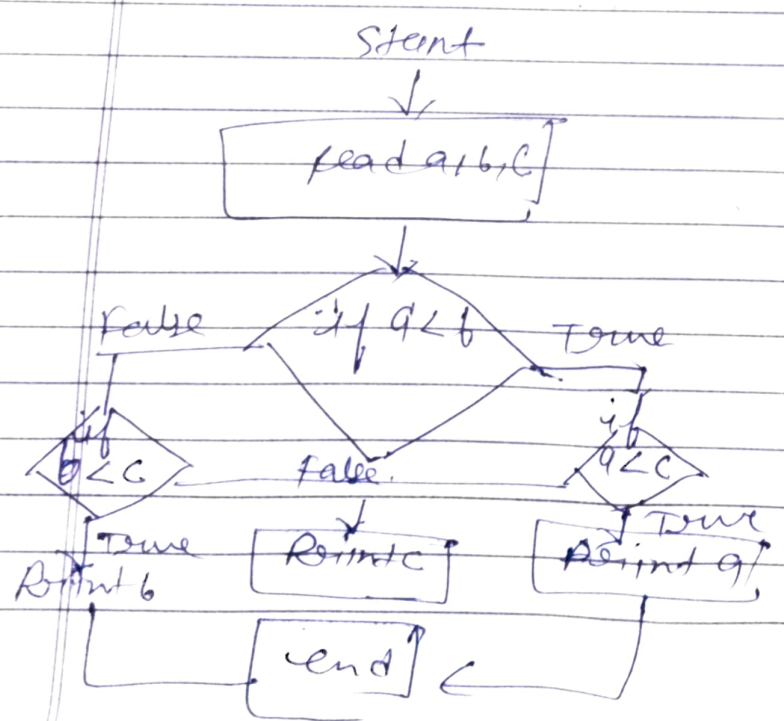 Start
read a, b, c
if a < b
False
True
if
b < c
if
a < c
False.
True
True
Print b
Print c
Print a
end